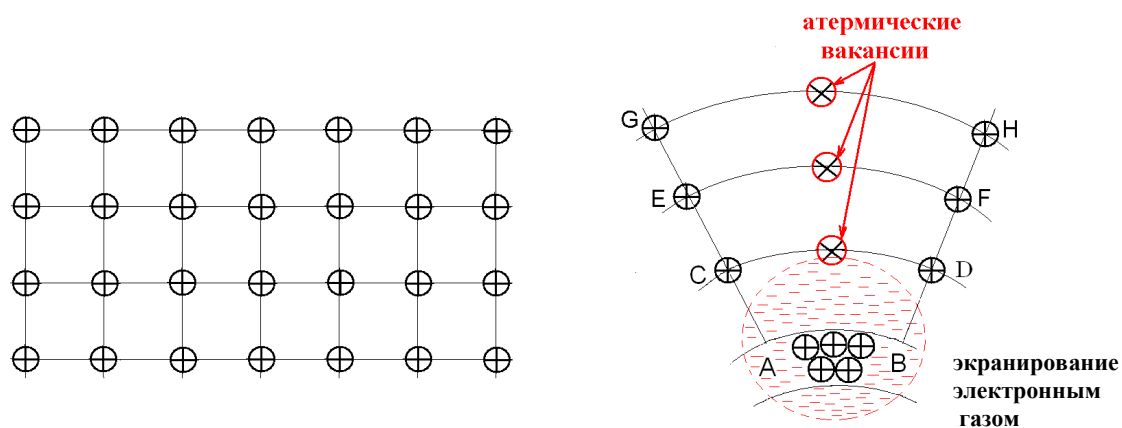 атермические
вакансии
G
H
E
F
C
D
A
B
экранирование
электронным
газом